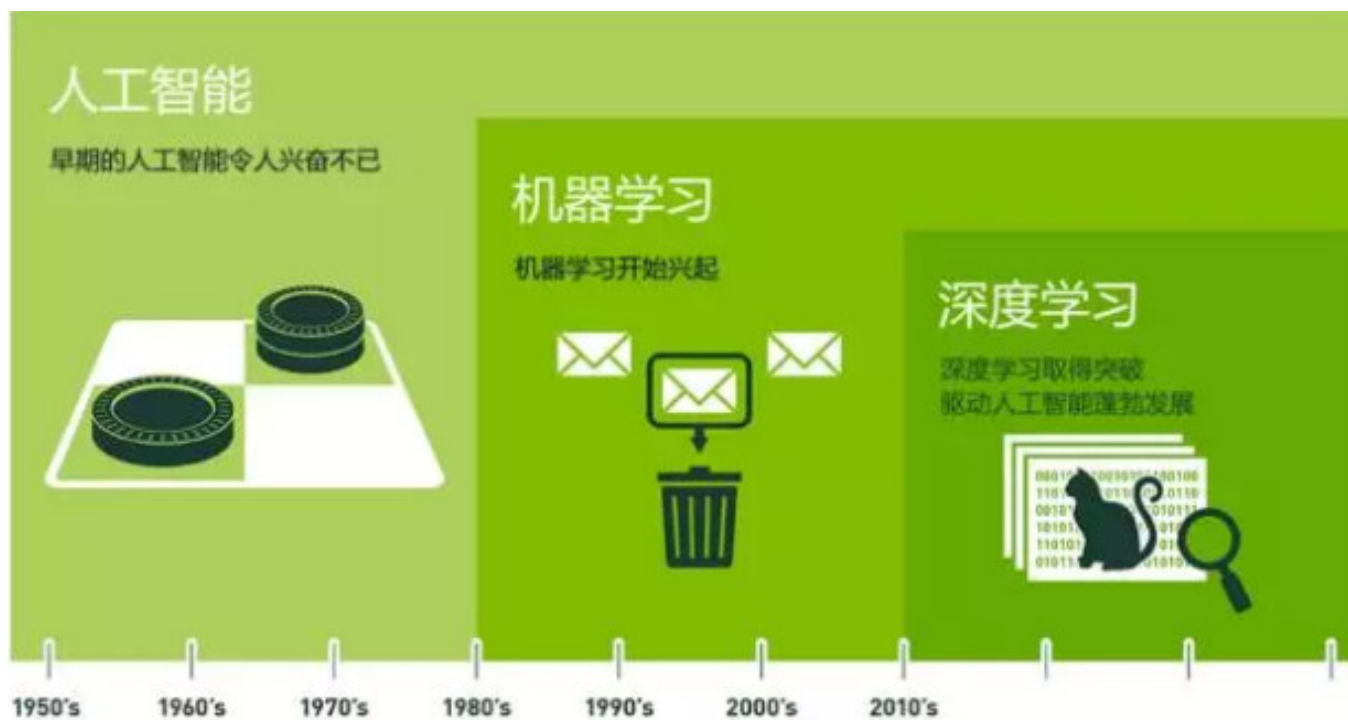 人工智能
早期的人工智能令人兴奋不已
机器学习
机器学习开始兴起
深度学习
深度学习取得突破
驱动人工智能蓬勃发展
1950's 1960's 1970's 1980's 1990's 2000's 2010's